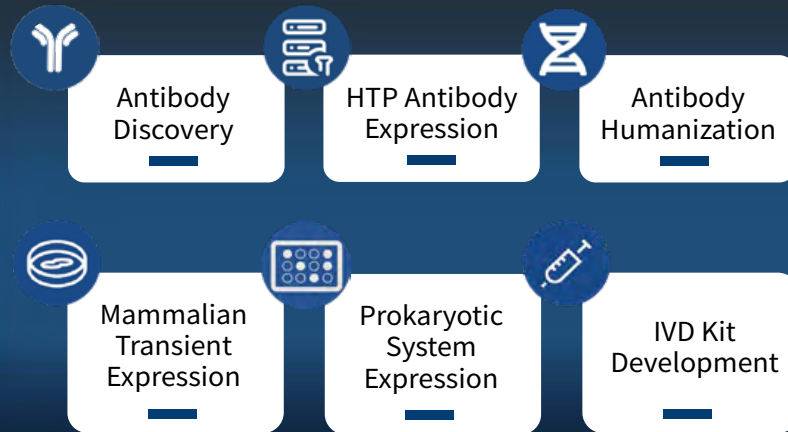 Antibody
Discovery
HTP Antibody
Expression
Antibody
Humanization
Mammalian
Transient
Expression
Prokaryotic
System
Expression
IVD Kit
Development